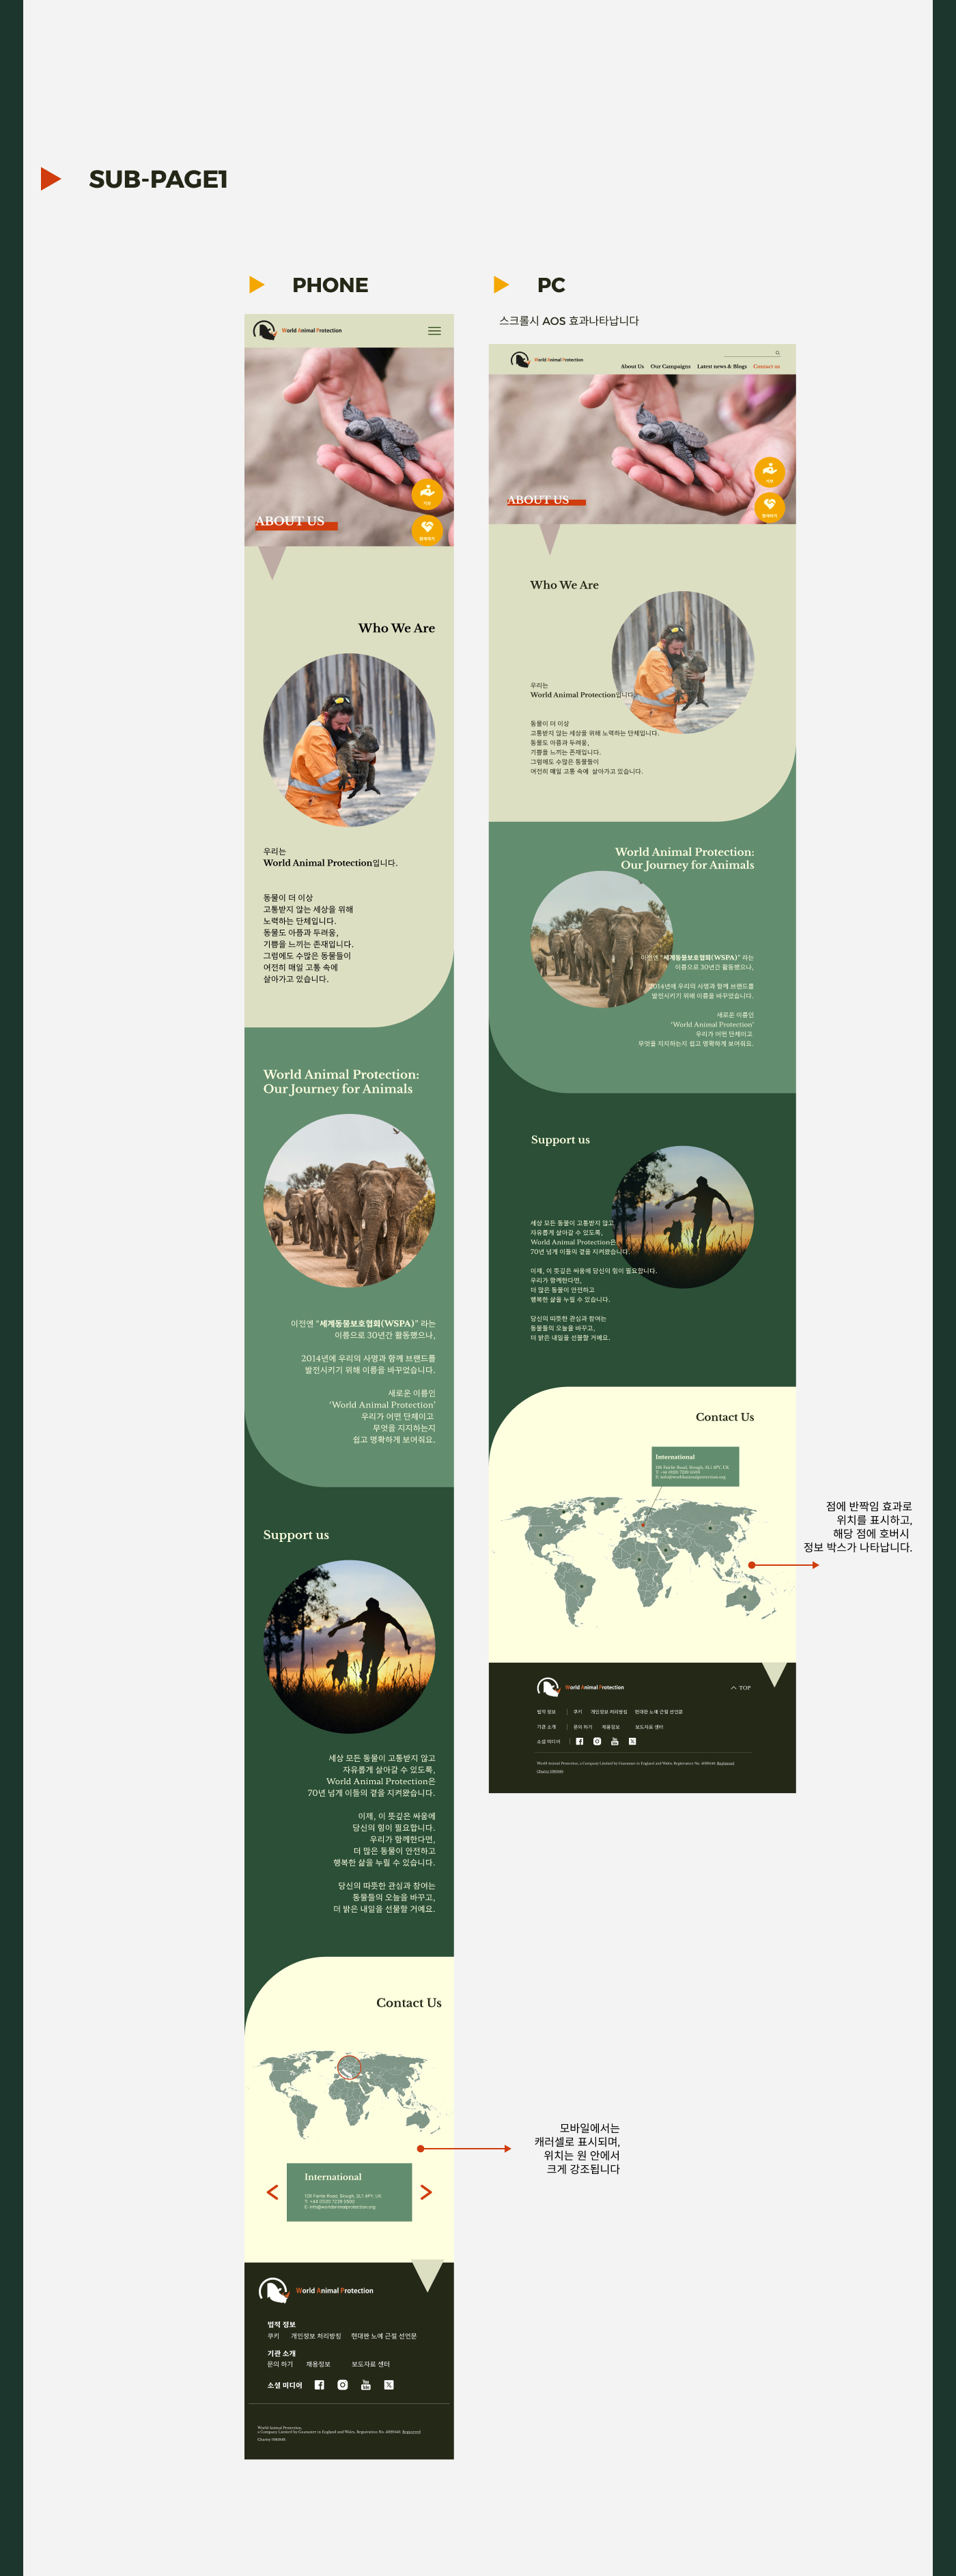 SUB-PAGE1
PHONE
World Animal Protection
ABOUT US
기부
함께하기
Who We Are
우리는
World Animal Protection입니다.
동물이 더 이상
고통받지 않는 세상을 위해
노력하는 단체입니다.
동물도 아픔과 두려움,
기쁨을 느끼는 존재입니다.
그럼에도 수많은 동물들이
여전히 매일 고통 속에
살아가고 있습니다.
World Animal Protection:
Our Journey for Animals
이전엔 “세계동물보호협회(WSPA)” 라는
이름으로 30년간 활동했으나,
2014년에 우리의 사명과 함께 브랜드를
발전시키기 위해 이름을 바꾸었습니다.
새로운 이름인
‘World Animal Protection’
우리가 어떤 단체이고
무엇을 지지하는지
쉽고 명확하게 보여줘요.
Support us
세상 모든 동물이 고통받지 않고
자유롭게 살아갈 수 있도록,
World Animal Protection은
70년 넘게 이들의 곁을 지켜왔습니다.
이제, 이 뜻깊은 싸움에
당신의 힘이 필요합니다.
우리가 함께한다면,
더 많은 동물이 안전하고
행복한 삶을 누릴 수 있습니다.
당신의 따뜻한 관심과 참여는
동물들의 오늘을 바꾸고,
더 밝은 내일을 선물할 거예요.
Contact Us
International
T: +44 (0)20 7239 0500
E: info@worldanimalprotection.org
모바일에서는
캐러셀로 표시되며,
위치는 원 안에서
크게 강조됩니다
World Animal Protection
법적 정보
쿠키 개인정보 처리방침 현대판 노예 근절 선언문
기관 소개
문의 하기 채용정보 보도자료 센터
소셜 미디어
World Animal Protection,
a Company Limited by Guarantee in England and Wales, Registration No. 4029540. Registered
Charity 1081849
PC
스크롤시 AOS 효과나타납니다
World Animal Protection
About Us Our Campaigns Latest news & Blogs Contact us
ABOUT US
기부
함께하기
Who We Are
우리는
World Animal Protection입니다.
동물이 더 이상
고통받지 않는 세상을 위해 노력하는 단체입니다.
동물도 아픔과 두려움,
기쁨을 느끼는 존재입니다.
그럼에도 수많은 동물들이
여전히 매일 고통 속에 살아가고 있습니다.
World Animal Protection:
Our Journey for Animals
이전엔 “세계동물보호협회(WSPA)” 라는
이름으로 30년간 활동했으나,
2014년에 우리의 사명과 함께 브랜드를
발전시키기 위해 이름을 바꾸었습니다.
새로운 이름인
‘World Animal Protection’
우리가 어떤 단체이고
무엇을 지지하는지 쉽고 명확하게 보여줘요.
Support us
세상 모든 동물이 고통받지 않고
자유롭게 살아갈 수 있도록,
World Animal Protection은
70년 넘게 이들의 곁을 지켜왔습니다.
이제, 이 뜻깊은 싸움에 당신의 힘이 필요합니다.
우리가 함께한다면,
더 많은 동물이 안전하고
행복한 삶을 누릴 수 있습니다.
당신의 따뜻한 관심과 참여는
동물들의 오늘을 바꾸고,
더 밝은 내일을 선물할 거예요.
Contact Us
International
T: +44 (0)20 7239 0500
E: info@worldanimalprotection.org
점에 반짝임 효과로
위치를 표시하고,
해당 점에 호버시
정보 박스가 나타납니다.
World Animal Protection
TOP
법적 정보 | 쿠키 개인정보 처리방침 현대판 노예 근절 선언문
기관 소개 | 문의 하기 채용정보 보도자료 센터
소셜 미디어 |
World Animal Protection, a Company Limited by Guarantee in England and Wales, Registration No. 4029540. Registered
Charity 1081849